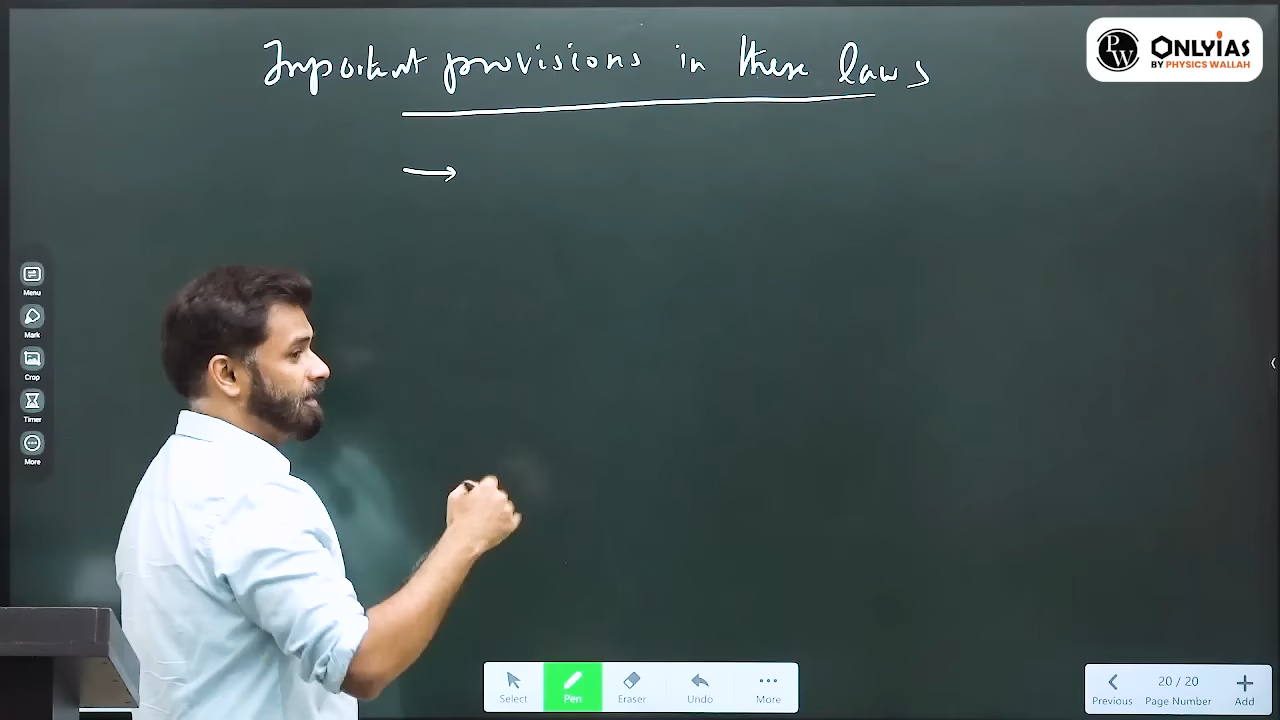 Important provisions in these laws
PW
ONLYIAS
BY PHYSICS WALLAH
Menu
Mark
Crop
Timer
More
Select
Pen
Eraser
Undo
More
20 / 20
Previous
Page Number
Add